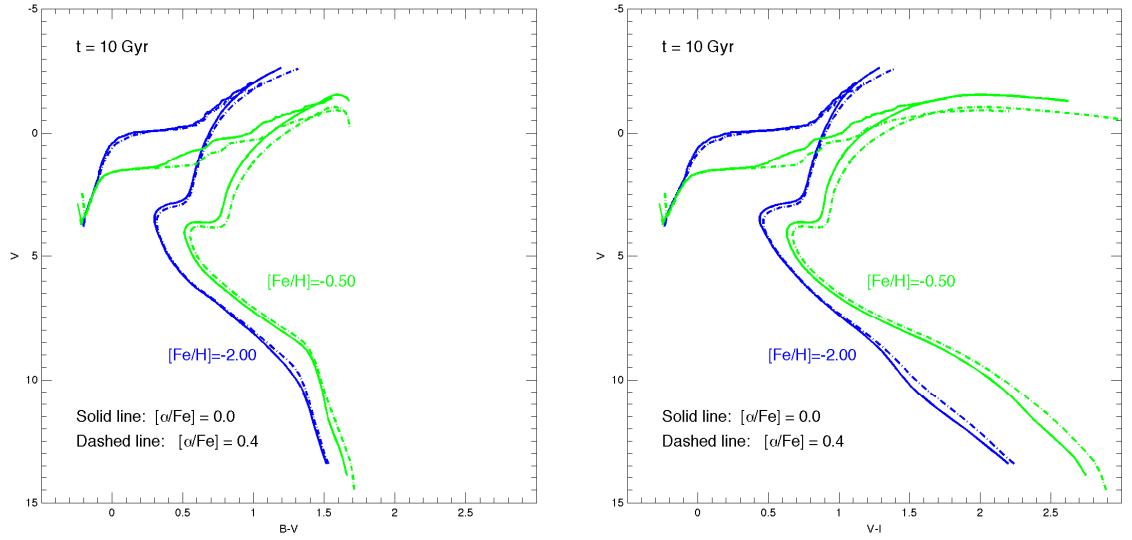 -5
t = 10 Gyr
0
V
5
[Fe/H]=-0.50
[Fe/H]=-2.00
10
Solid line: [α/Fe] = 0.0
Dashed line: [α/Fe] = 0.4
15
0 0.5 1 1.5 2 2.5
B-V
-5
t = 10 Gyr
0
V
5
[Fe/H]=-0.50
[Fe/H]=-2.00
10
Solid line: [α/Fe] = 0.0
Dashed line: [α/Fe] = 0.4
15
0 0.5 1 1.5 2 2.5
V-I